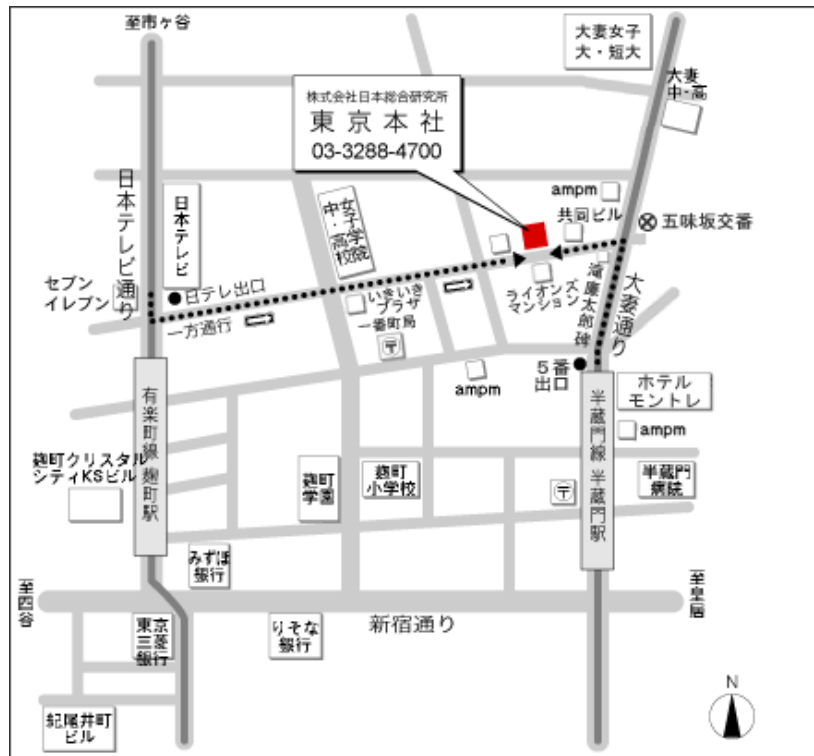 至市ヶ谷
大妻女子
大・短大
大妻
中・高
株式会社日本総合研究所
東京本社
03-3288-4700
日本テレビ通り
日本テレビ
女子学院
中・高校
ampm
共同ビル
五味坂交番
セブン
イレブン
日テレ出口
いきいき
プラザ
一番町
ライオンズ
マンション
滝廉太郎碑
大妻通り
一方通行
局
〒
5番
出口
ampm
ホテル
モントレ
ampm
有楽町線 麹町駅
半蔵門線 半蔵門駅
麹町クリスタル
シティKSビル
麹町
学園
麹町
小学校
〒
半蔵門
病院
みずほ
銀行
至四谷
至皇居
東京
三菱
銀行
りそな
銀行
新宿通り
紀尾井町
ビル
N